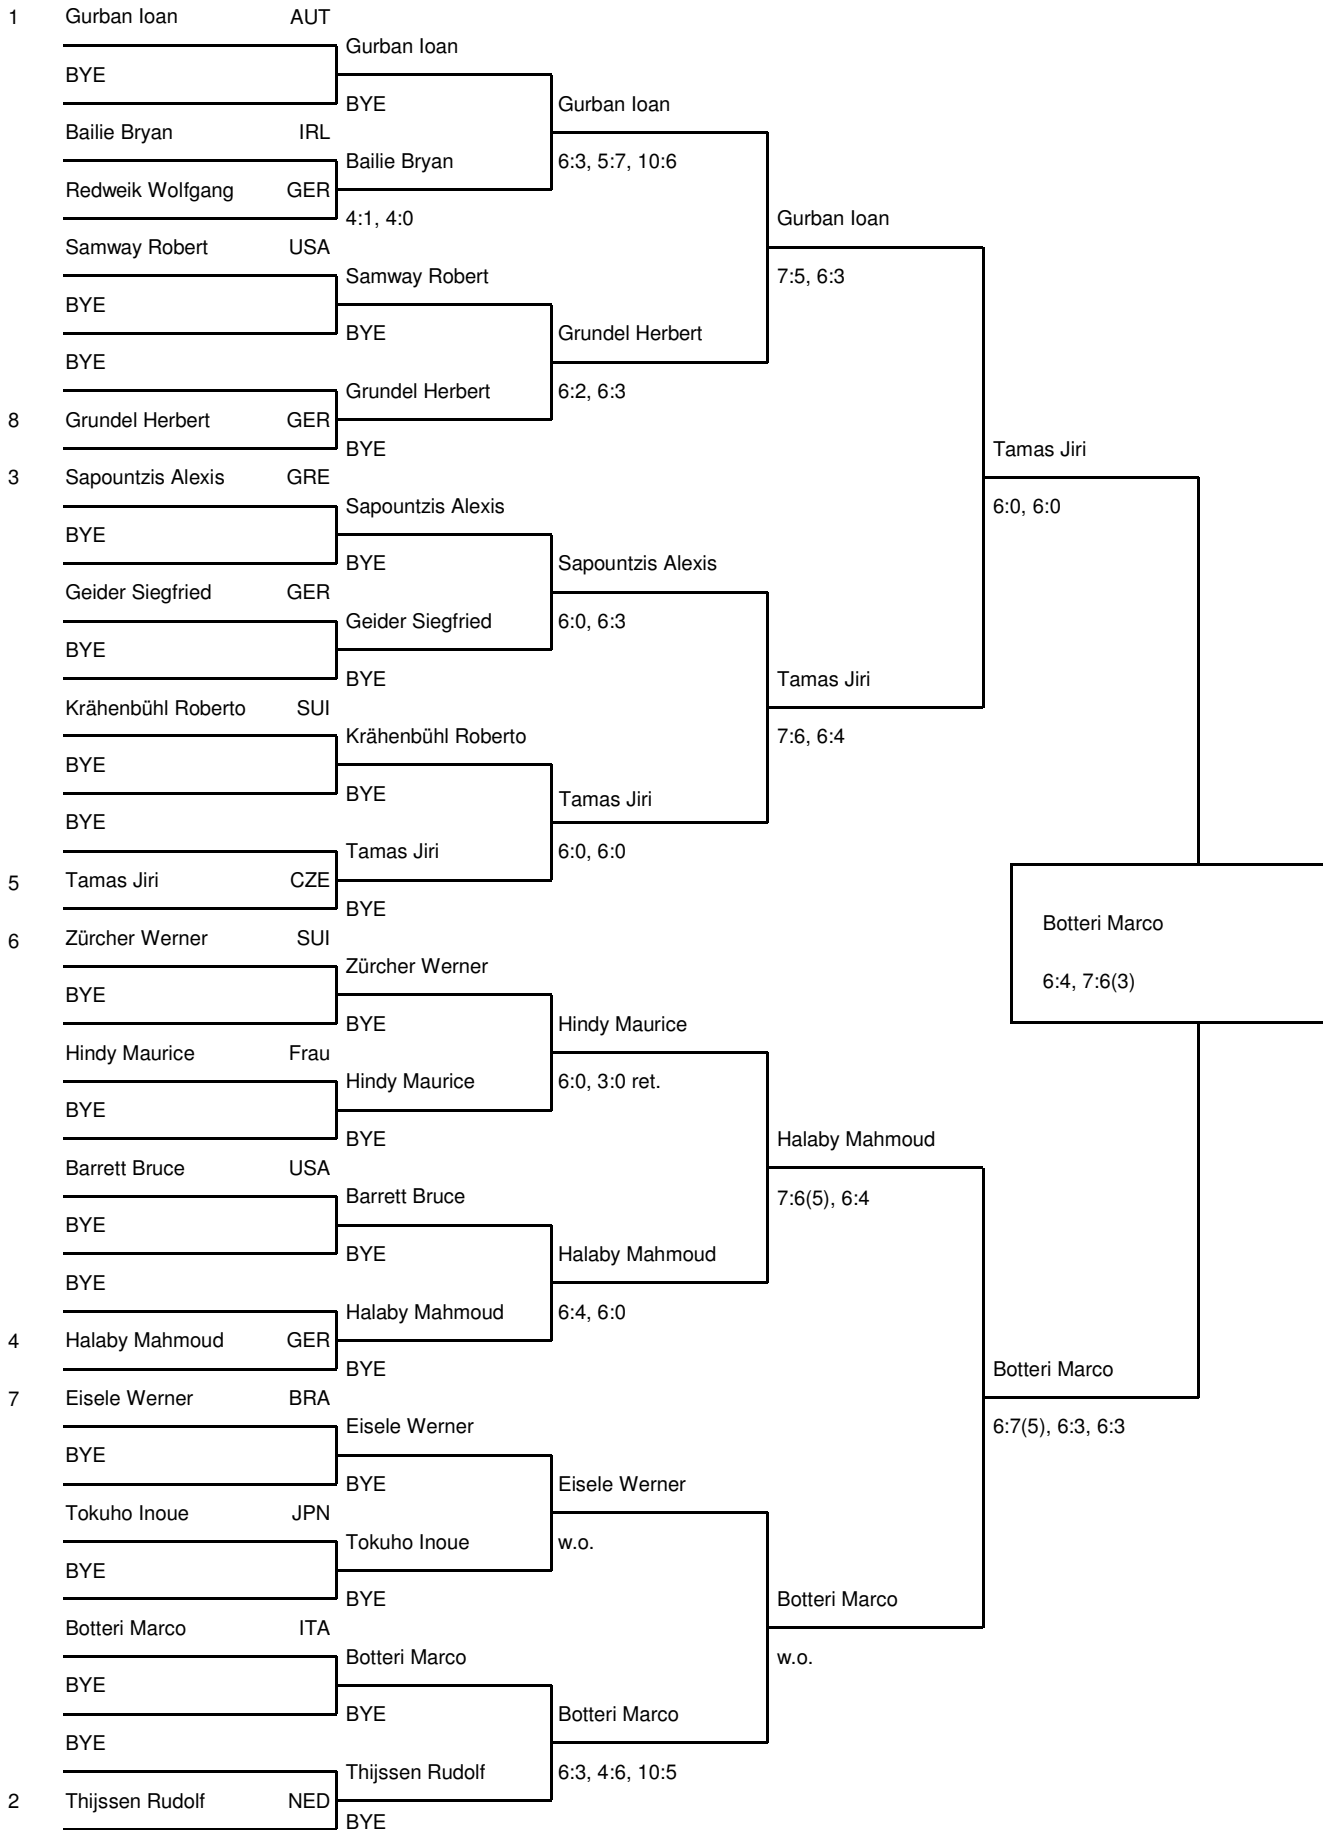 1 Gurban Ioan AUT
Gurban Ioan
BYE
BYE Gurban Ioan
Bailie Bryan IRL
Bailie Bryan 6:3, 5:7, 10:6
Redweik Wolfgang GER
4:1, 4:0 Gurban Ioan
Samway Robert USA
Samway Robert 7:5, 6:3
BYE
BYE Grundel Herbert
BYE
Grundel Herbert 6:2, 6:3
8 Grundel Herbert GER
BYE Tamas Jiri
3 Sapountzis Alexis GRE
Sapountzis Alexis 6:0, 6:0
BYE
BYE Sapountzis Alexis
Geider Siegfried GER
Geider Siegfried 6:0, 6:3
BYE
BYE Tamas Jiri
Krähenbühl Roberto SUI
Krähenbühl Roberto 7:6, 6:4
BYE
BYE Tamas Jiri
BYE
Tamas Jiri 6:0, 6:0
5 Tamas Jiri CZE
BYE
Botteri Marco
6 Zürcher Werner SUI
Zürcher Werner
6:4, 7:6(3)
BYE
BYE Hindy Maurice
Hindy Maurice Frau
Hindy Maurice 6:0, 3:0 ret.
BYE
BYE Halaby Mahmoud
Barrett Bruce USA
Barrett Bruce 7:6(5), 6:4
BYE
BYE Halaby Mahmoud
BYE
Halaby Mahmoud 6:4, 6:0
4 Halaby Mahmoud GER
BYE Botteri Marco
7 Eisele Werner BRA
Eisele Werner 6:7(5), 6:3, 6:3
BYE
BYE Eisele Werner
Tokuho Inoue JPN
Tokuho Inoue w.o.
BYE
BYE Botteri Marco
Botteri Marco ITA
Botteri Marco w.o.
BYE
BYE Botteri Marco
BYE
Thijssen Rudolf 6:3, 4:6, 10:5
2 Thijssen Rudolf NED
BYE